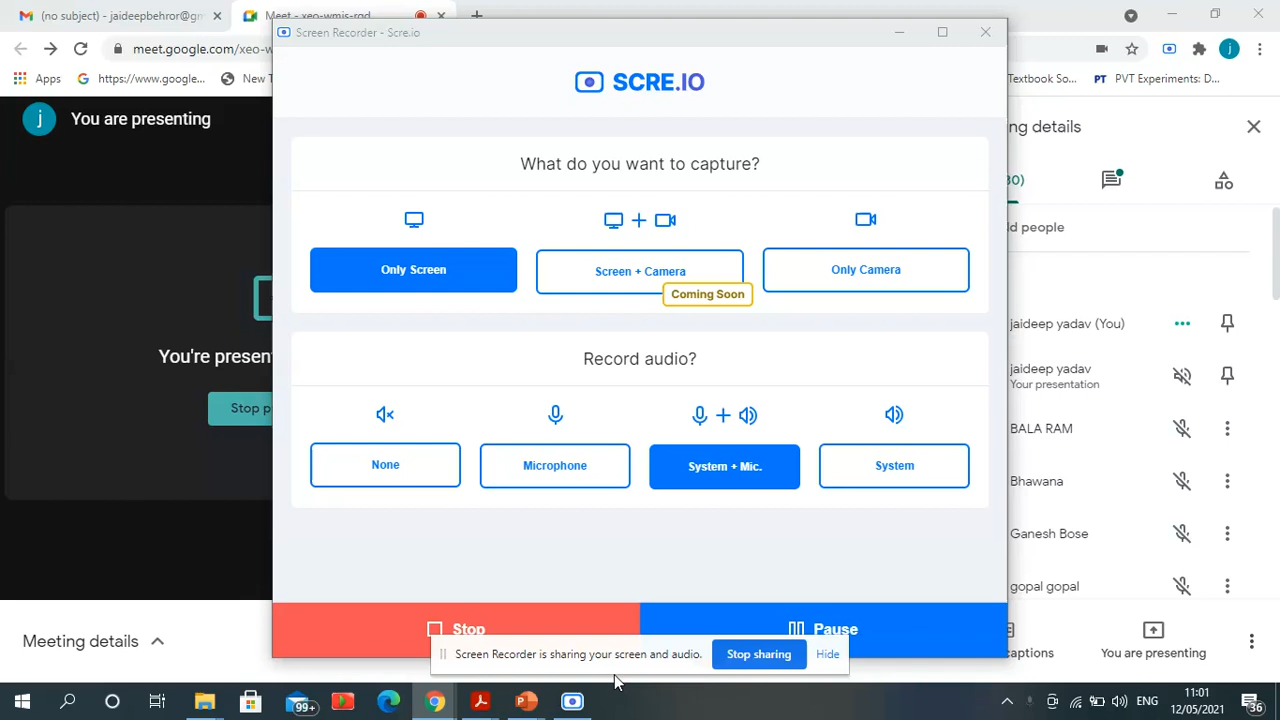 (no subject) - jaideepbehror@gm
Meet - xeo-wmis-rqd
Screen Recorder - Scre.io
meet.google.com/xeo-w
Apps
https://www.google...
New T
Textbook So...
PT
PVT Experiments: D...
j
j
You are presenting
SCRE.IO
ng details
What do you want to capture?
30)
Only Screen
Screen + Camera
Only Camera
Coming Soon
dd people
jaideep yadav (You)
You're presen
Stop p
Record audio?
jaideep yadav
Your presentation
BALA RAM
None
Microphone
System + Mic.
System
Bhawana
Ganesh Bose
gopal gopal
Stop
Pause
Meeting details
Screen Recorder is sharing your screen and audio.
Stop sharing
Hide
captions
You are presenting
99+
ENG
11:01
12/05/2021
36